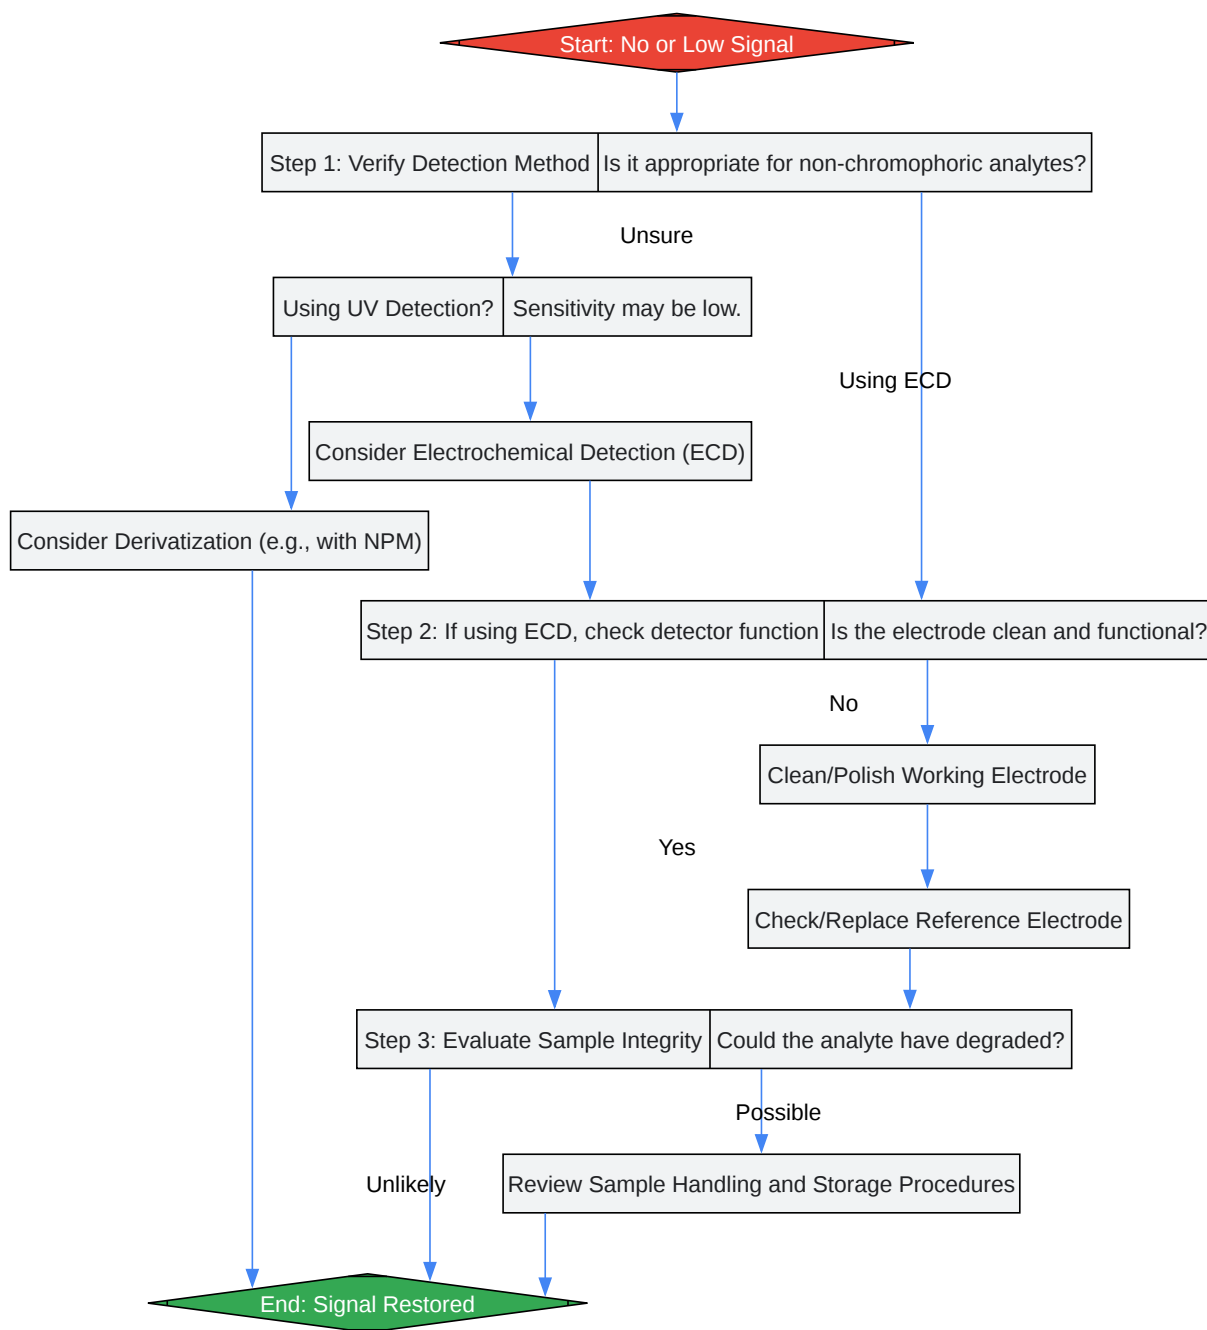 Start: No or Low Signal
Step 1: Verify Detection Method
Is it appropriate for non-chromophoric analytes?
Unsure
Using UV Detection?
Sensitivity may be low.
Using ECD
Consider Electrochemical Detection (ECD)
Consider Derivatization (e.g., with NPM)
Step 2: If using ECD, check detector function
Is the electrode clean and functional?
No
Clean/Polish Working Electrode
Yes
Check/Replace Reference Electrode
Step 3: Evaluate Sample Integrity
Could the analyte have degraded?
Possible
Unlikely
Review Sample Handling and Storage Procedures
End: Signal Restored